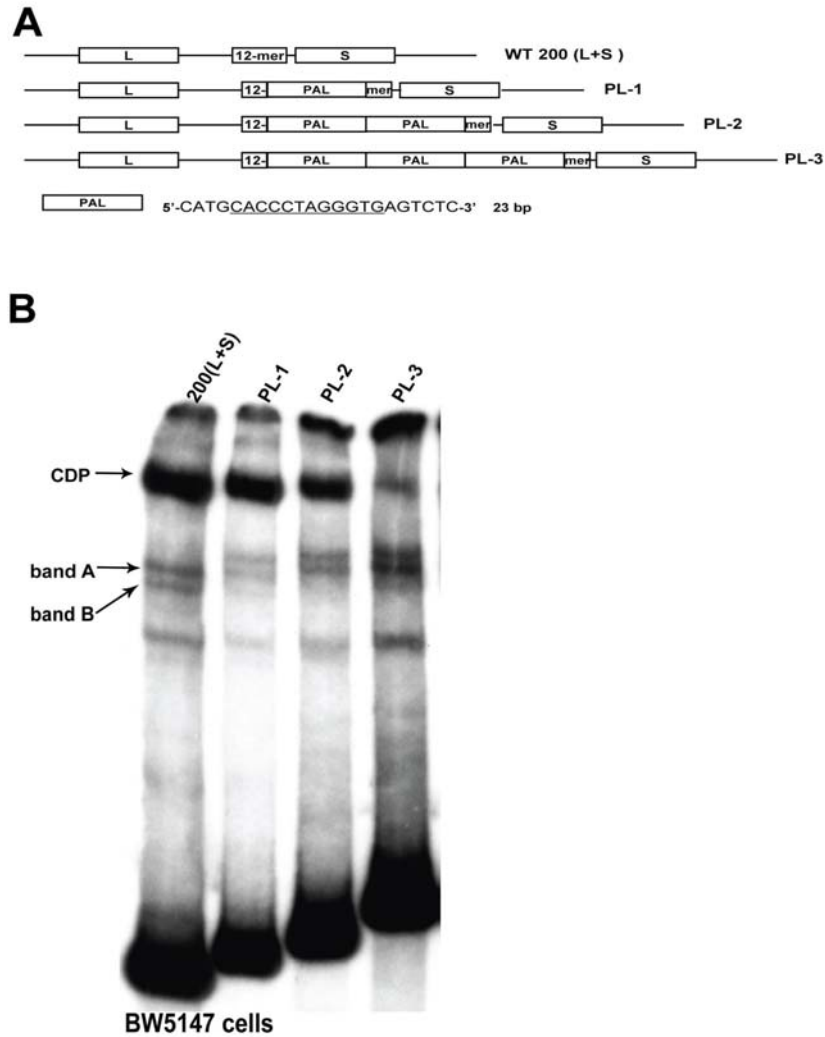 A
L 12-mer S WT 200 (L+S )
L 12- PAL mer S PL-1
L 12- PAL PAL mer S PL-2
L 12- PAL PAL PAL mer S PL-3
PAL 5'-CATGCACCCTAGGGTGAGTCTC-3' 23 bp
B
200(L+S) PL-1 PL-2 PL-3
CDP
band A
band B
BW5147 cells